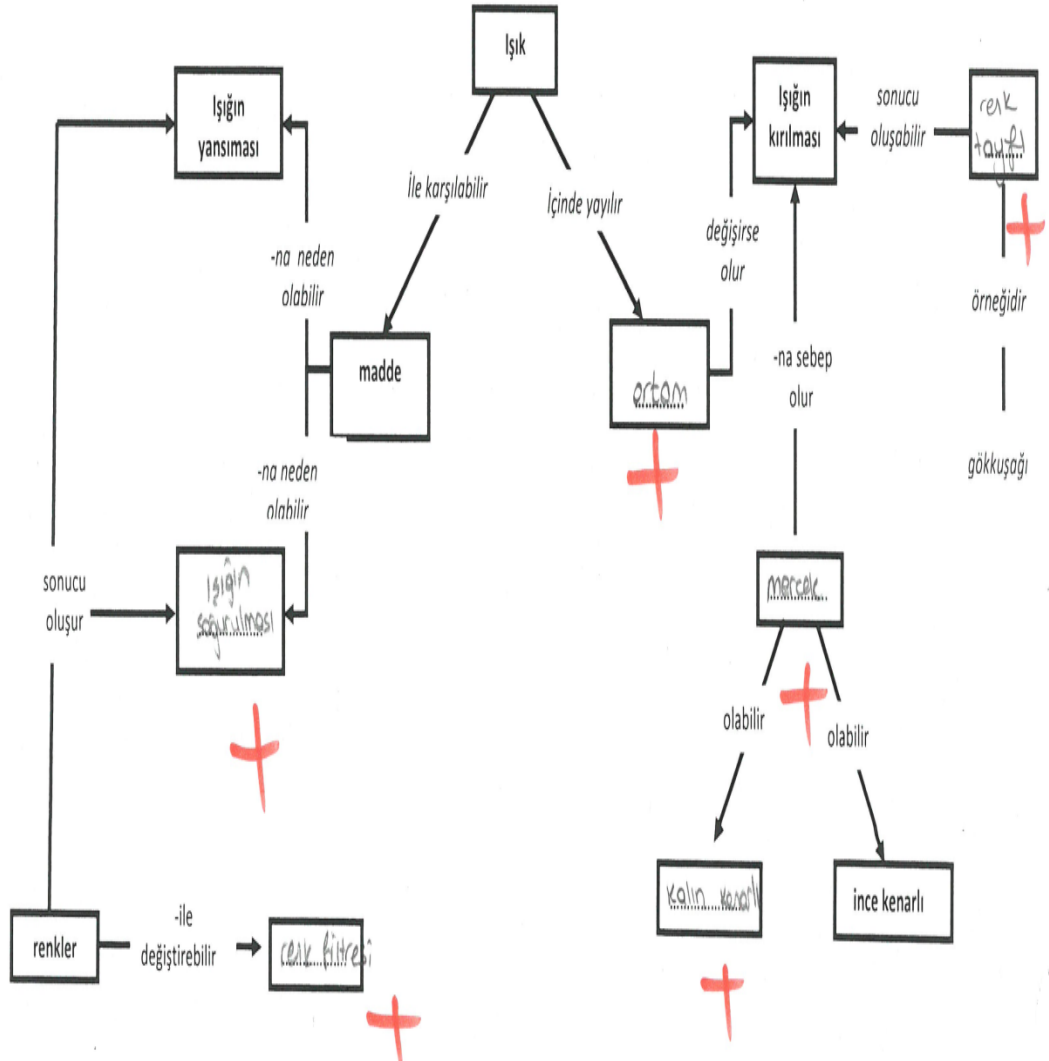 Işık
Işığın
yansıması
Işığın
kırılması
sonucu
oluşabilir
renk
tayfı
İle karşılabilir
İçinde yayılır
-na neden
olabilir
değişirse
olur
örneğidir
madde
ortam
-na sebep
olur
gökkuşağı
-na neden
olabilir
sonucu
oluşur
ışığın
soğurulması
mercek
olabilir
olabilir
renkler
-ile
değiştirebilir
renk filtresi
kalın kenarlı
ince kenarlı